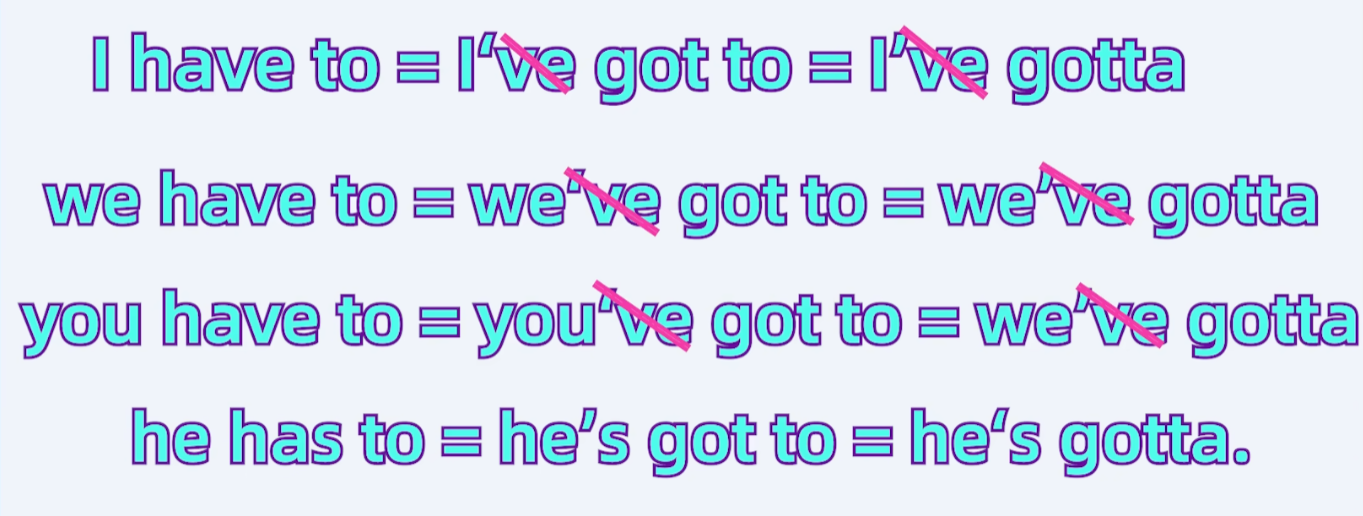 I have to = I‘ve got to = I’ve gotta
we have to = we‘ve got to = we’ve gotta
you have to = you‘ve got to = we’ve gotta
he has to = he’s got to = he‘s gotta.